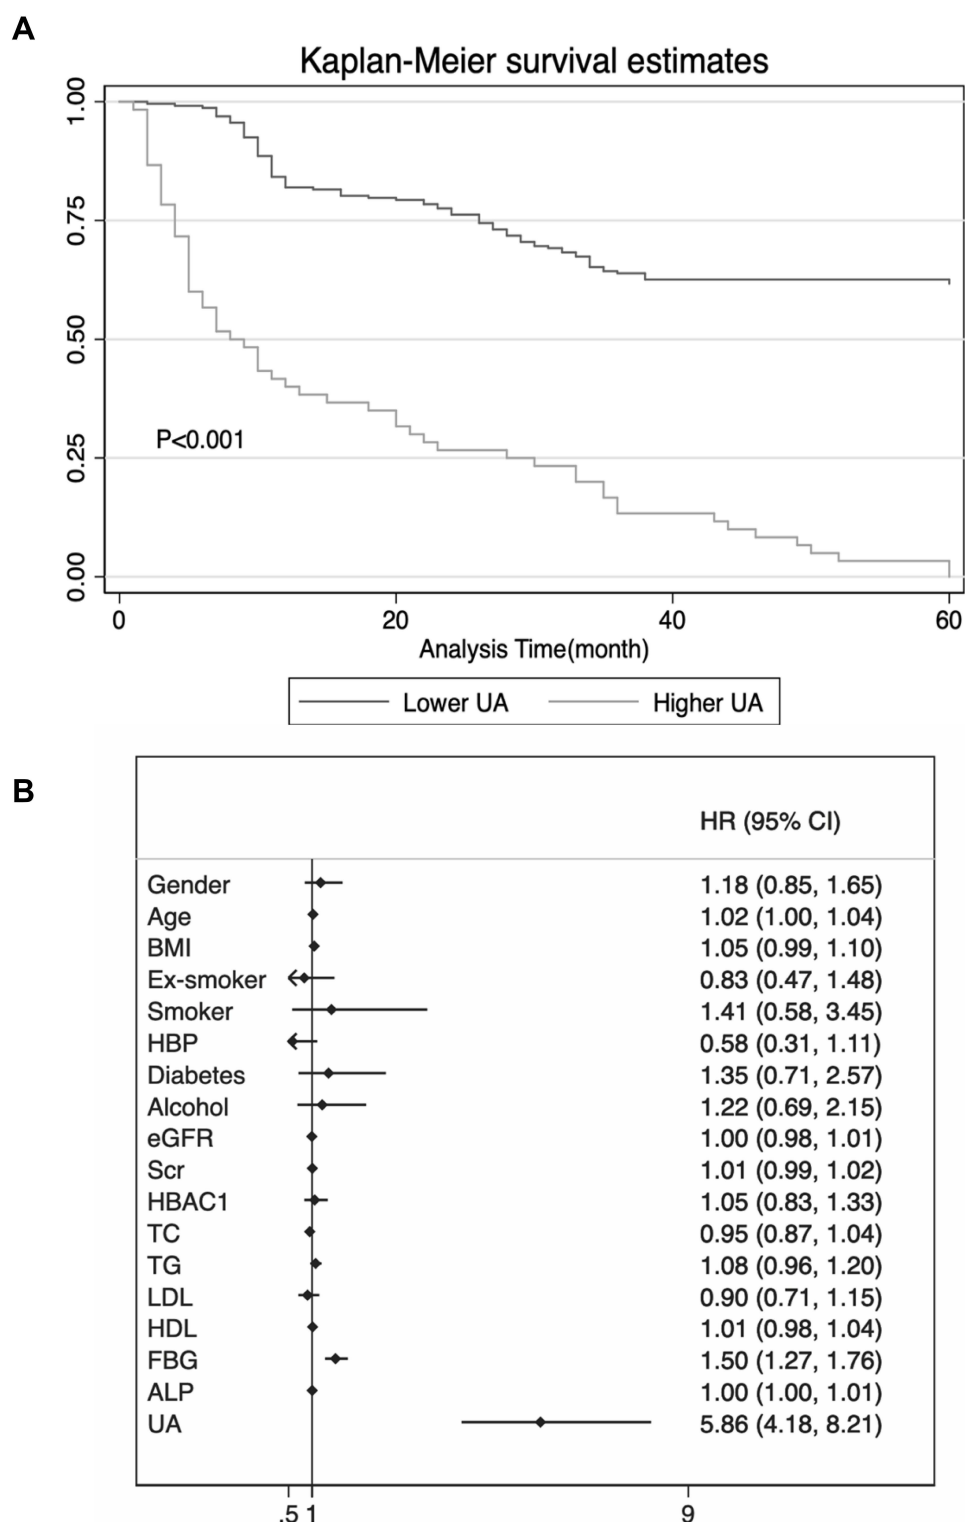 A
Kaplan-Meier survival estimates
1.00
0.75
0.50
0.25
0.00
P<0.001
0 20 40 60
Analysis Time(month)
Lower UA Higher UA
B
HR (95% CI)
Gender 1.18 (0.85, 1.65)
Age 1.02 (1.00, 1.04)
BMI 1.05 (0.99, 1.10)
Ex-smoker 0.83 (0.47, 1.48)
Smoker 1.41 (0.58, 3.45)
HBP 0.58 (0.31, 1.11)
Diabetes 1.35 (0.71, 2.57)
Alcohol 1.22 (0.69, 2.15)
eGFR 1.00 (0.98, 1.01)
Scr 1.01 (0.99, 1.02)
HBAC1 1.05 (0.83, 1.33)
TC 0.95 (0.87, 1.04)
TG 1.08 (0.96, 1.20)
LDL 0.90 (0.71, 1.15)
HDL 1.01 (0.98, 1.04)
FBG 1.50 (1.27, 1.76)
ALP 1.00 (1.00, 1.01)
UA 5.86 (4.18, 8.21)
.5 1 9